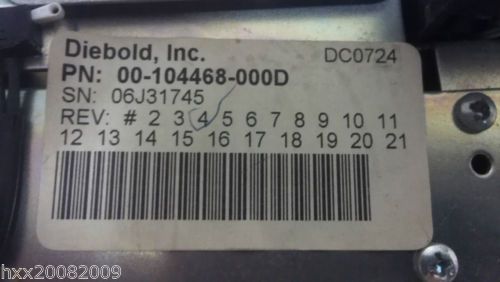 Diebold, Inc. DC0724
PN: 00-104468-000D
SN: 06J31745
REV: # 2 3 4 5 6 7 8 9 10 11
12 13 14 15 16 17 18 19 20 21
hxx20082009